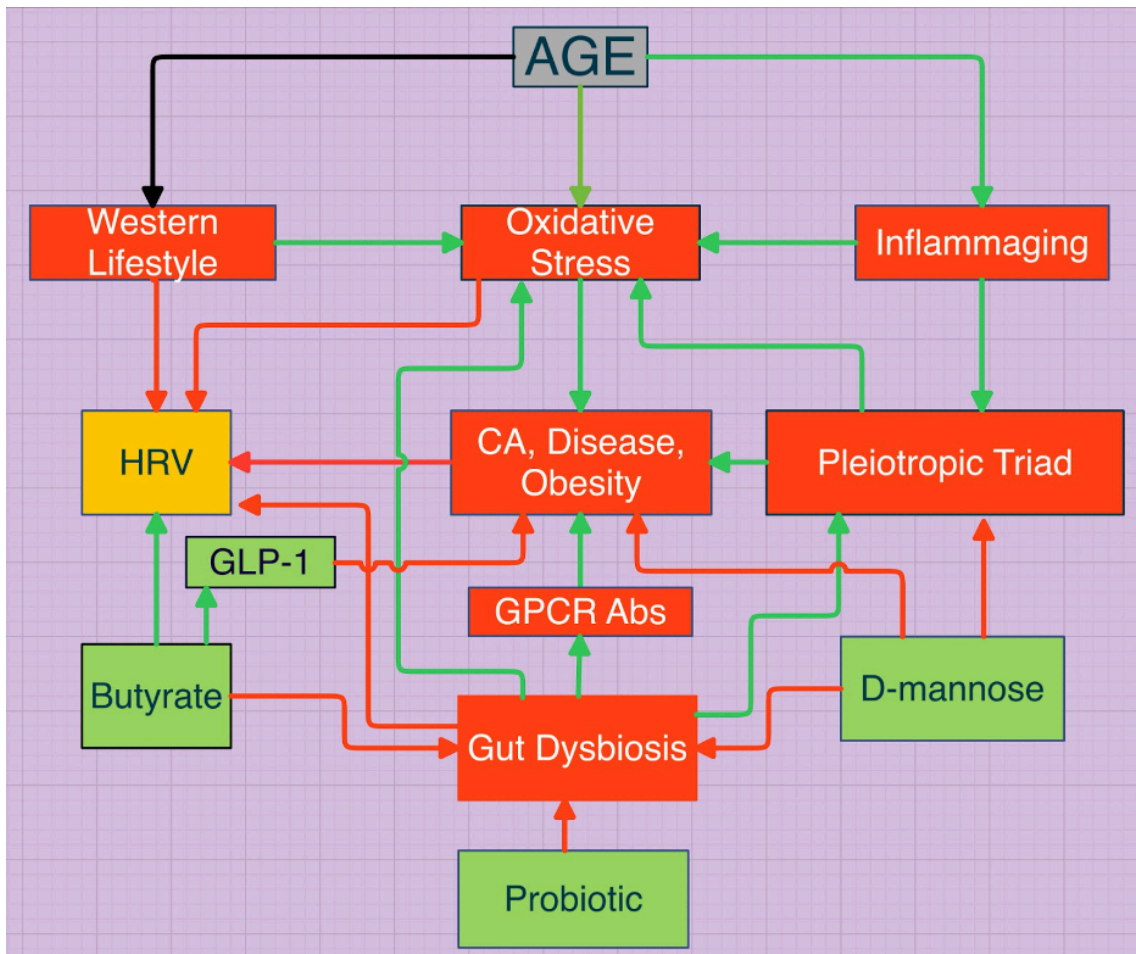 AGE
Western
Lifestyle
Oxidative
Stress
Inflammaging
HRV
CA, Disease,
Obesity
Pleiotropic Triad
GLP-1
GPCR Abs
Butyrate
D-mannose
Gut Dysbiosis
Probiotic